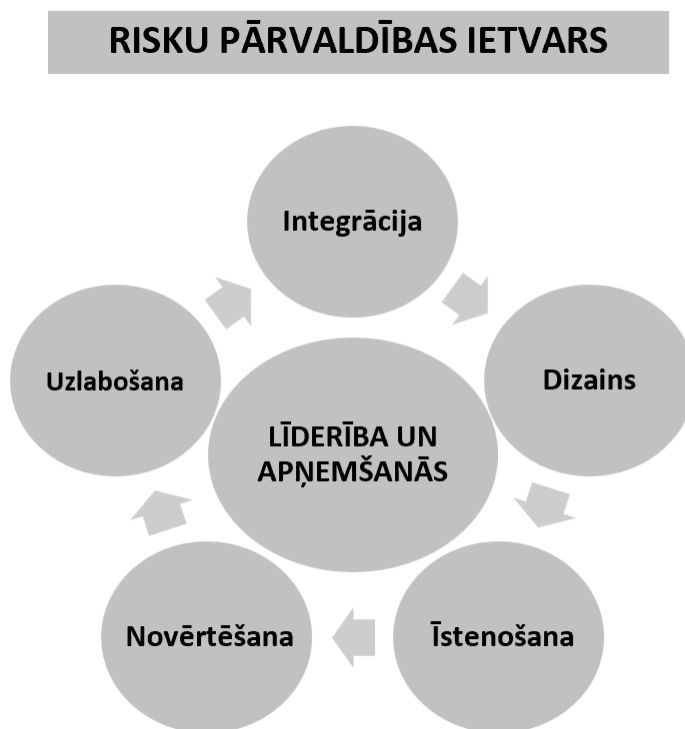 RISKU PĀRVALDĪBAS IETVARS
Integrācija
Dizains
Īstenošana
Novērtēšana
Uzlabošana
LĪDERĪBA UN
APŅEMŠANĀS